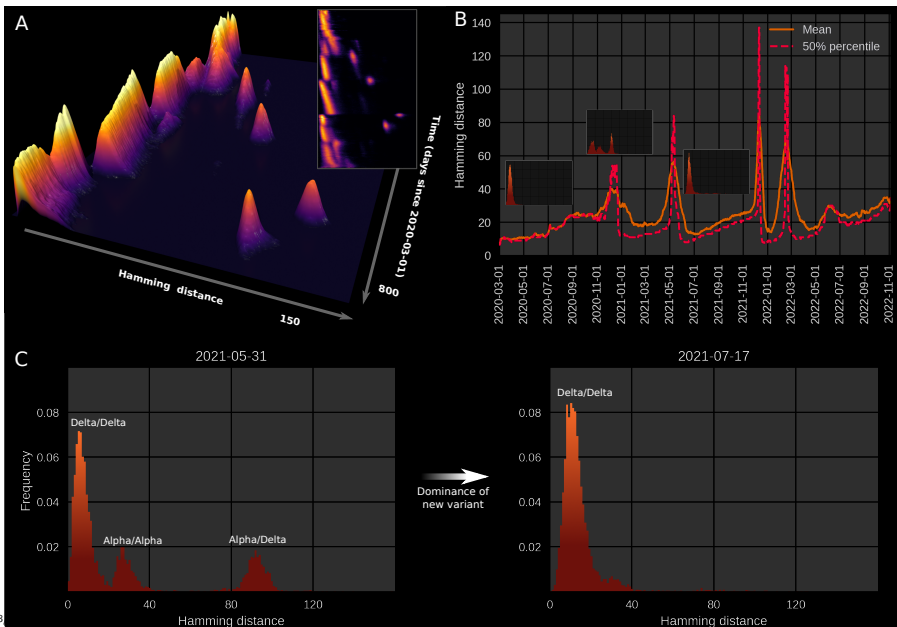 A
Hamming distance
150
Time (days since 2020-03-01)
800
B
Hamming distance
140
120
100
80
60
40
20
0
Mean
50% percentile
2020-03-01
2020-05-01
2020-07-01
2020-09-01
2020-11-01
2021-01-01
2021-03-01
2021-05-01
2021-07-01
2021-09-01
2021-11-01
2022-01-01
2022-03-01
2022-05-01
2022-07-01
2022-09-01
2022-11-01
C
2021-05-31
Frequency
0.08
0.06
0.04
0.02
Delta/Delta
Alpha/Alpha
Alpha/Delta
0 40 80 120
Hamming distance
Dominance of
new variant
2021-07-17
0.08
0.06
0.04
0.02
Delta/Delta
0 40 80 120
Hamming distance